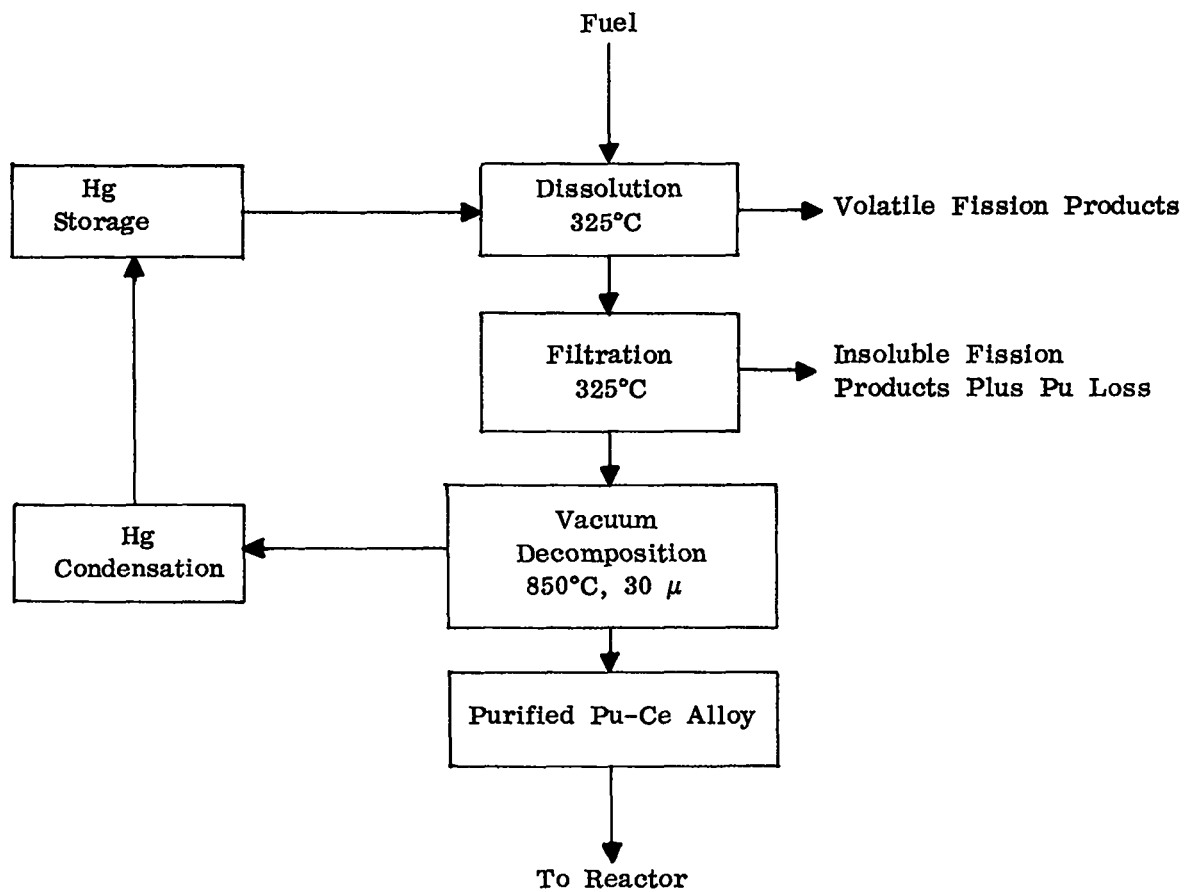 Fuel
Hg
Storage
Dissolution
325°C
Volatile Fission Products
Filtration
325°C
Insoluble Fission
Products Plus Pu Loss
Hg
Condensation
Vacuum
Decomposition
850°C, 30 μ
Purified Pu-Ce Alloy
To Reactor